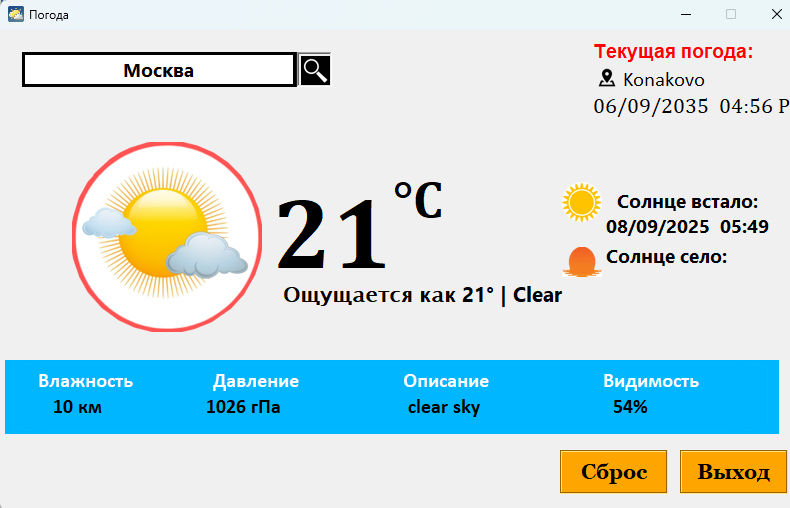 Погода
Москва
Текущая погода:
Konakovo
06/09/2035 04:56 P
21°C
Ощущается как 21° | Clear
Солнце встало:
08/09/2025 05:49
Солнце село:
Влажность Давление Описание Видимость
10 км 1026 гПа clear sky 54%
Сброс Выход